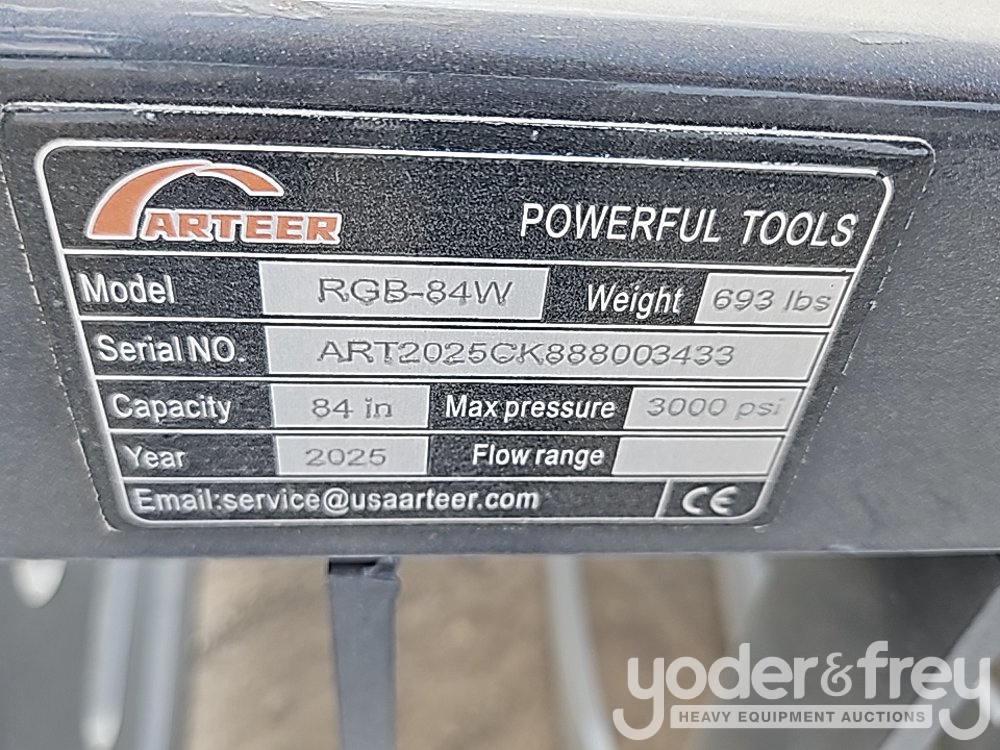 ARTEER POWERFUL TOOLS
Model RGB-84W Weight 693 lbs
Serial NO. ART2025CK888003433
Capacity 84 in Max pressure 3000 psi
Year 2025 Flow range
Email:service@usaarteer.com CE
yoder&frey
HEAVY EQUIPMENT AUCTIONS